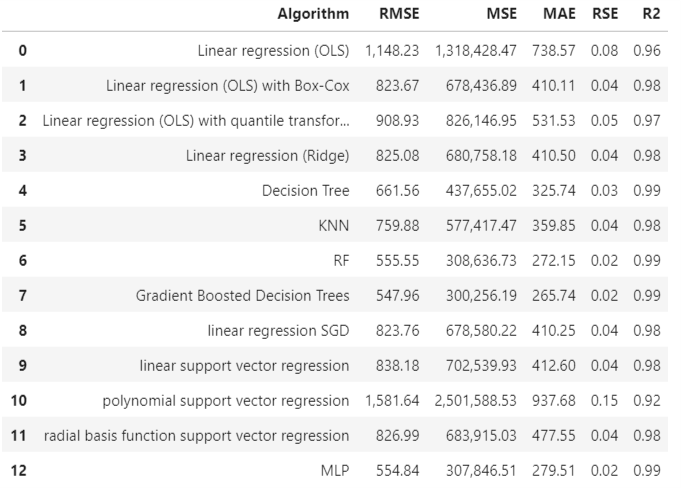 Algorithm RMSE MSE MAE RSE R2
0 Linear regression (OLS) 1,148.23 1,318,428.47 738.57 0.08 0.96
1 Linear regression (OLS) with Box-Cox 823.67 678,436.89 410.11 0.04 0.98
2 Linear regression (OLS) with quantile transfor... 908.93 826,146.95 531.53 0.05 0.97
3 Linear regression (Ridge) 825.08 680,758.18 410.50 0.04 0.98
4 Decision Tree 661.56 437,655.02 325.74 0.03 0.99
5 KNN 759.88 577,417.47 359.85 0.04 0.98
6 RF 555.55 308,636.73 272.15 0.02 0.99
7 Gradient Boosted Decision Trees 547.96 300,256.19 265.74 0.02 0.99
8 linear regression SGD 823.76 678,580.22 410.25 0.04 0.98
9 linear support vector regression 838.18 702,539.93 412.60 0.04 0.98
10 polynomial support vector regression 1,581.64 2,501,588.53 937.68 0.15 0.92
11 radial basis function support vector regression 826.99 683,915.03 477.55 0.04 0.98
12 MLP 554.84 307,846.51 279.51 0.02 0.99